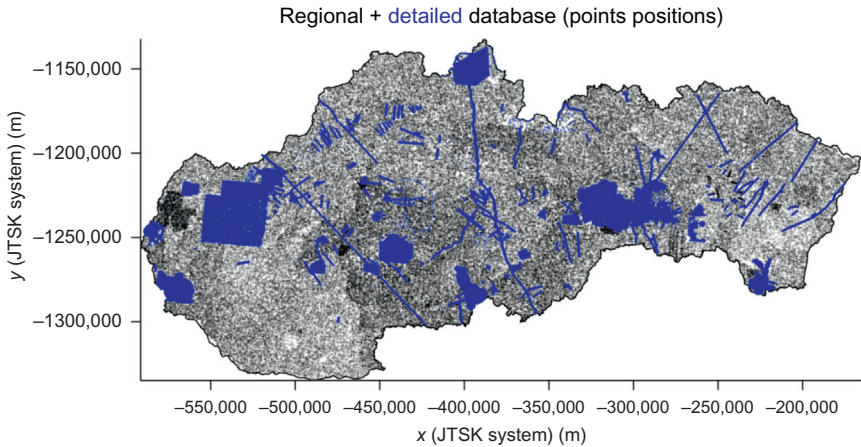 Regional + detailed database (points positions)
–1150,000
–1200,000
–1250,000
–1300,000
y (JTSK system) (m)
–550,000 –500,000 –450,000 –400,000 –350,000 –300,000 –250,000 –200,000
x (JTSK system) (m)